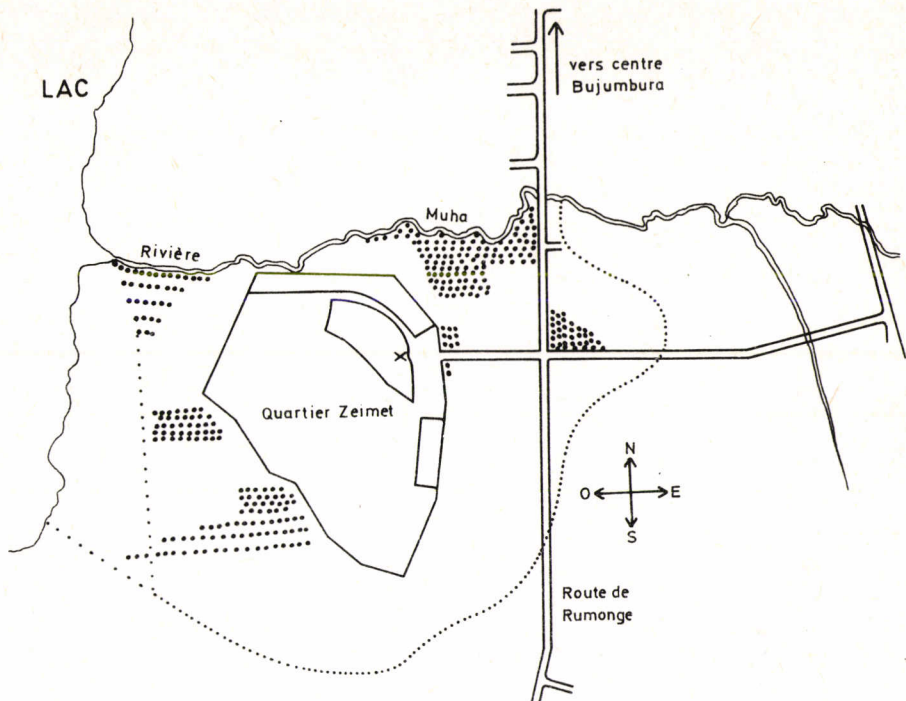 LAC
vers centre
Bujumbura
Muha
Rivière
X
Quartier Zeimet
N
O E
S
Route de
Rumonge